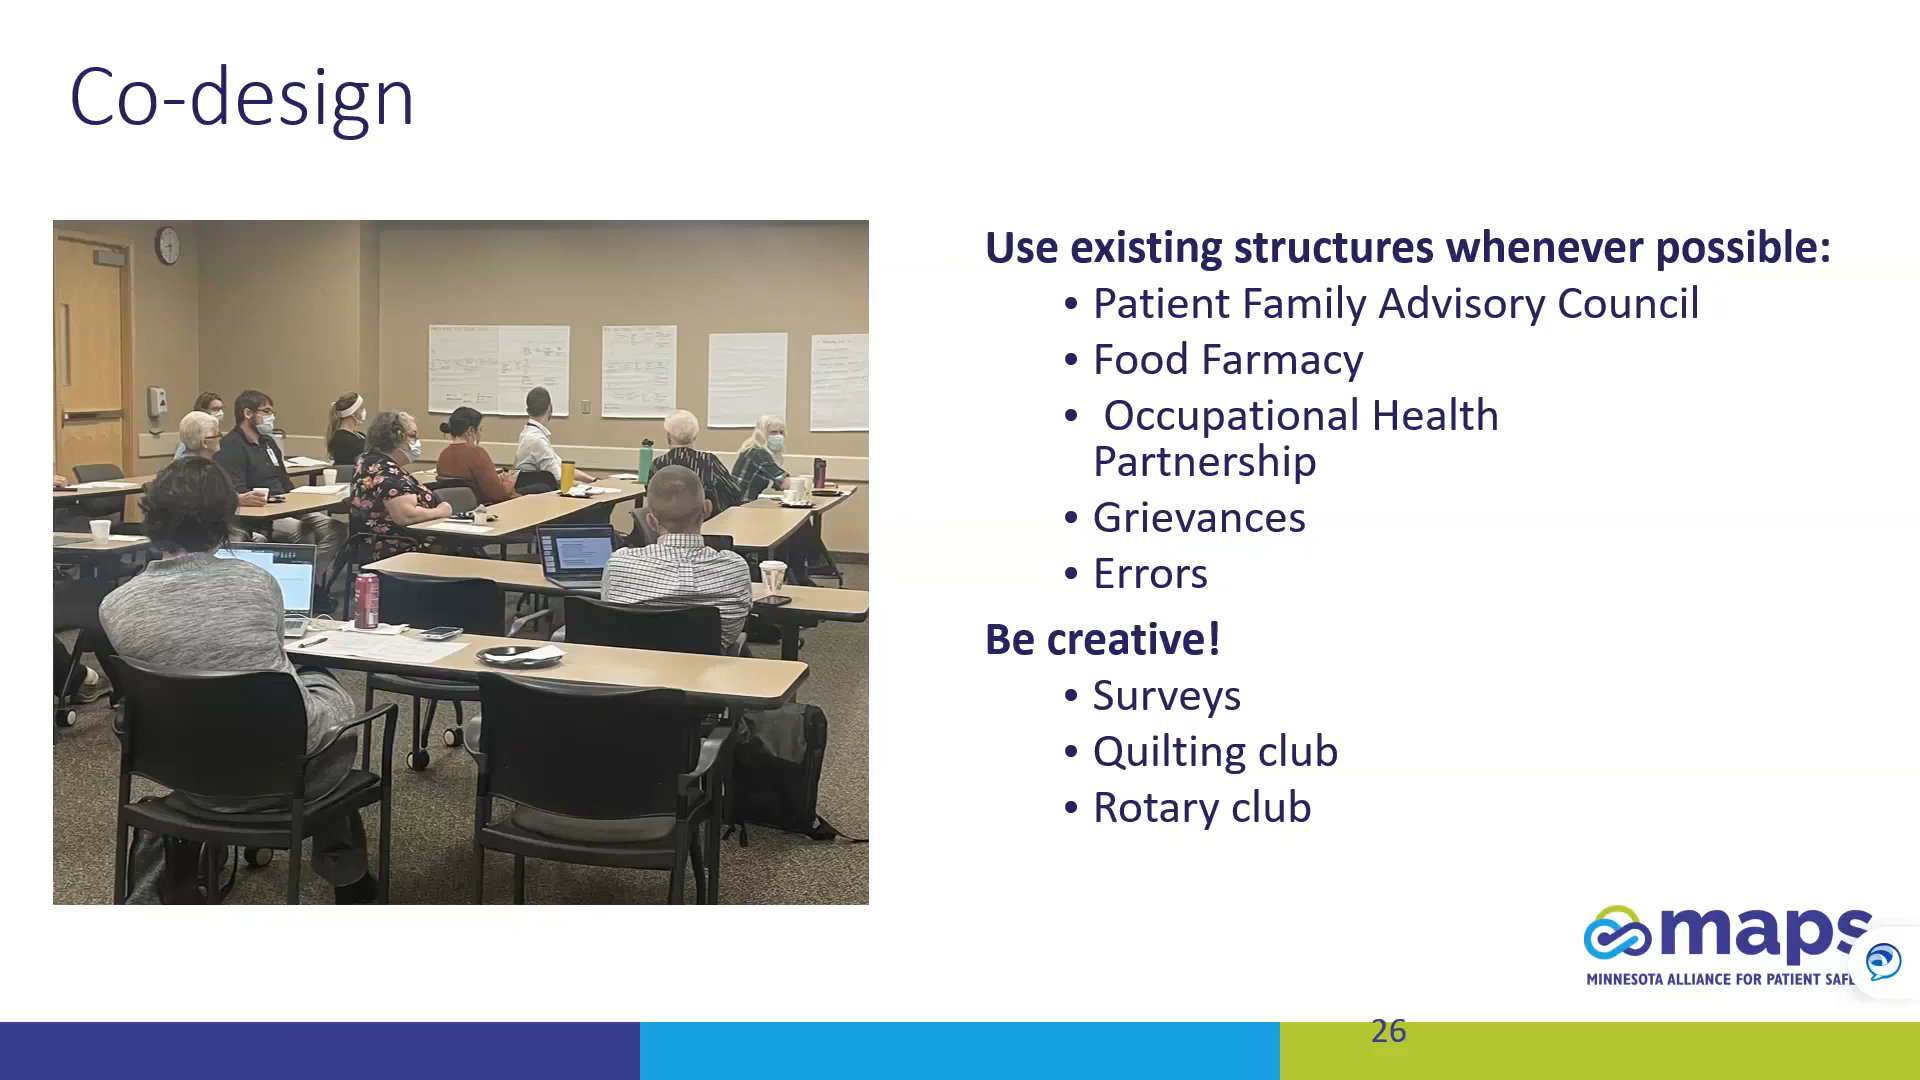 Co-design
Use existing structures whenever possible:
• Patient Family Advisory Council
• Food Farmacy
• Occupational Health
Partnership
• Grievances
• Errors
Be creative!
• Surveys
• Quilting club
• Rotary club
maps
MINNESOTA ALLIANCE FOR PATIENT
26